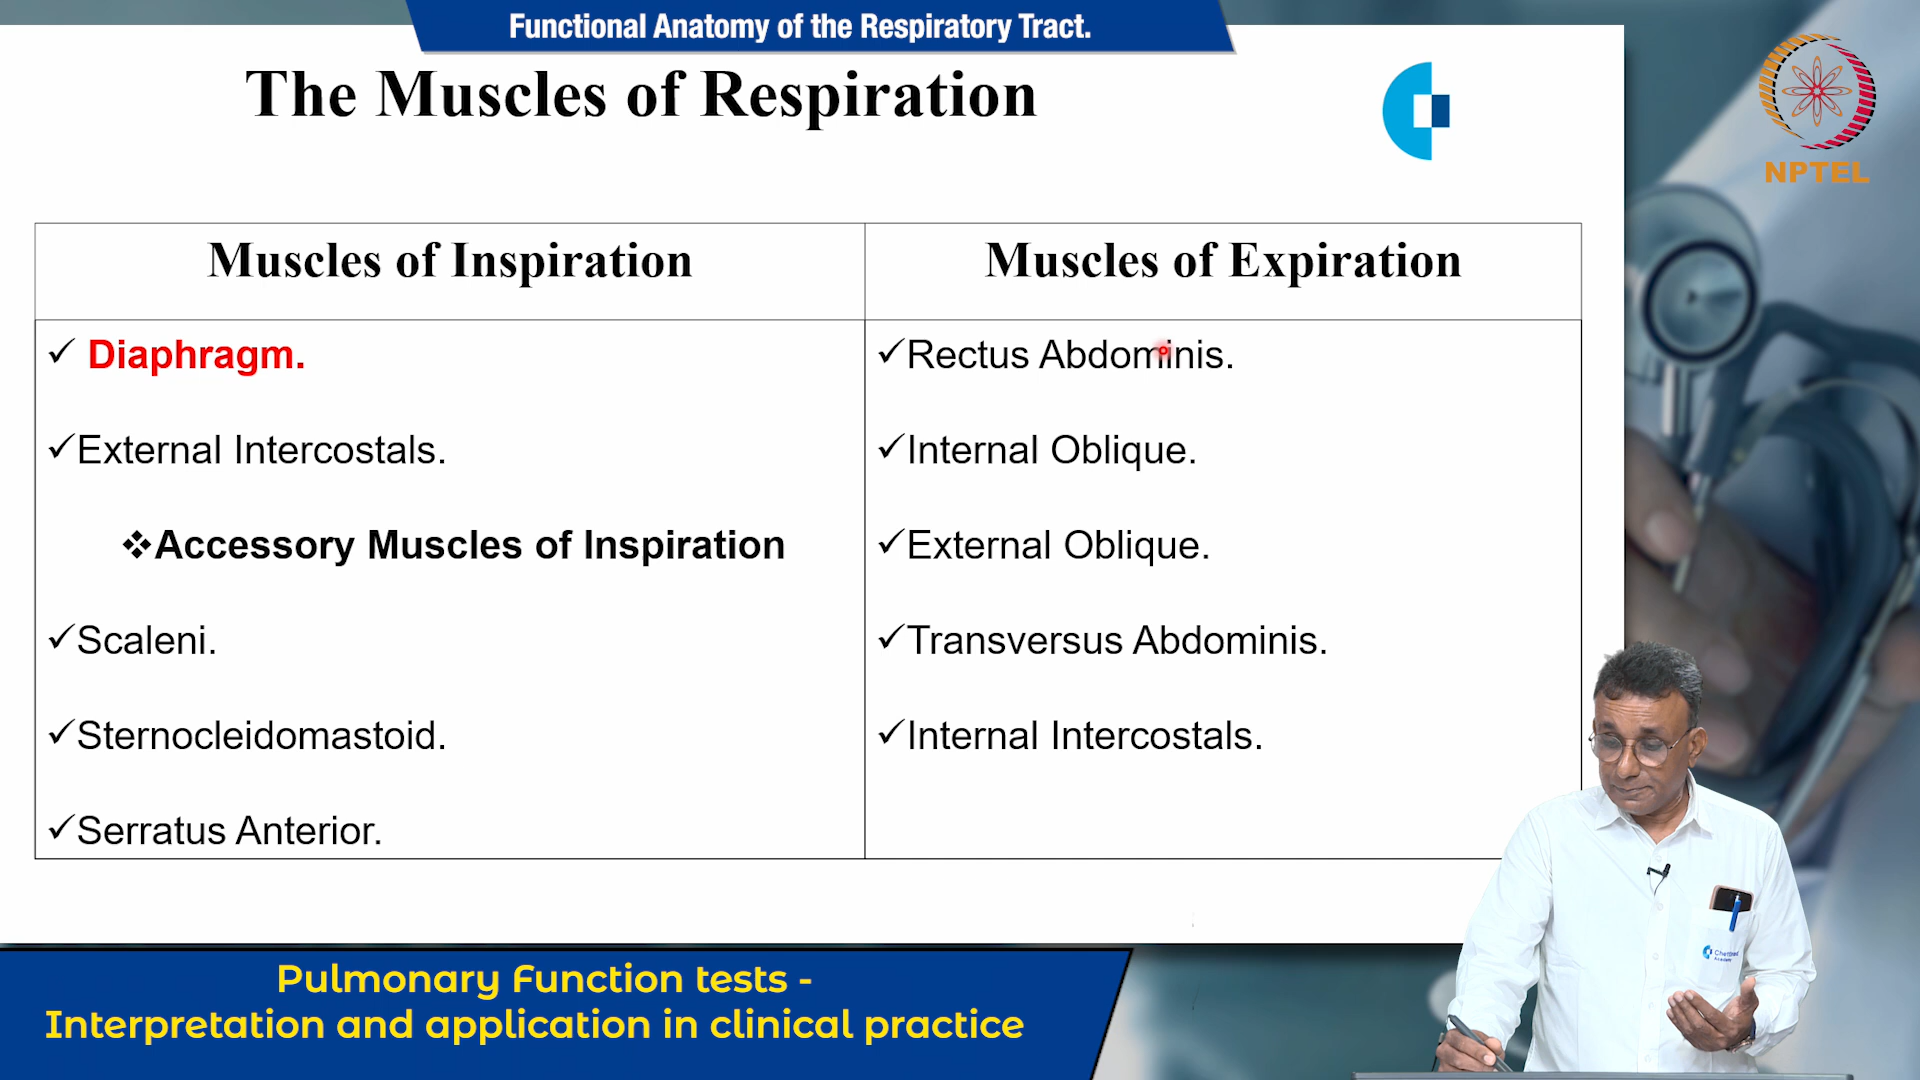 Functional Anatomy of the Respiratory Tract.
The Muscles of Respiration
NPTEL
Muscles of Inspiration
Muscles of Expiration
✓ Diaphragm.
✓External Intercostals.
❖Accessory Muscles of Inspiration
✓Scaleni.
✓Sternocleidomastoid.
✓Serratus Anterior.
✓Rectus Abdominis.
✓Internal Oblique.
✓External Oblique.
✓Transversus Abdominis.
✓Internal Intercostals.
Academy
Pulmonary Function tests -
Interpretation and application in clinical practice